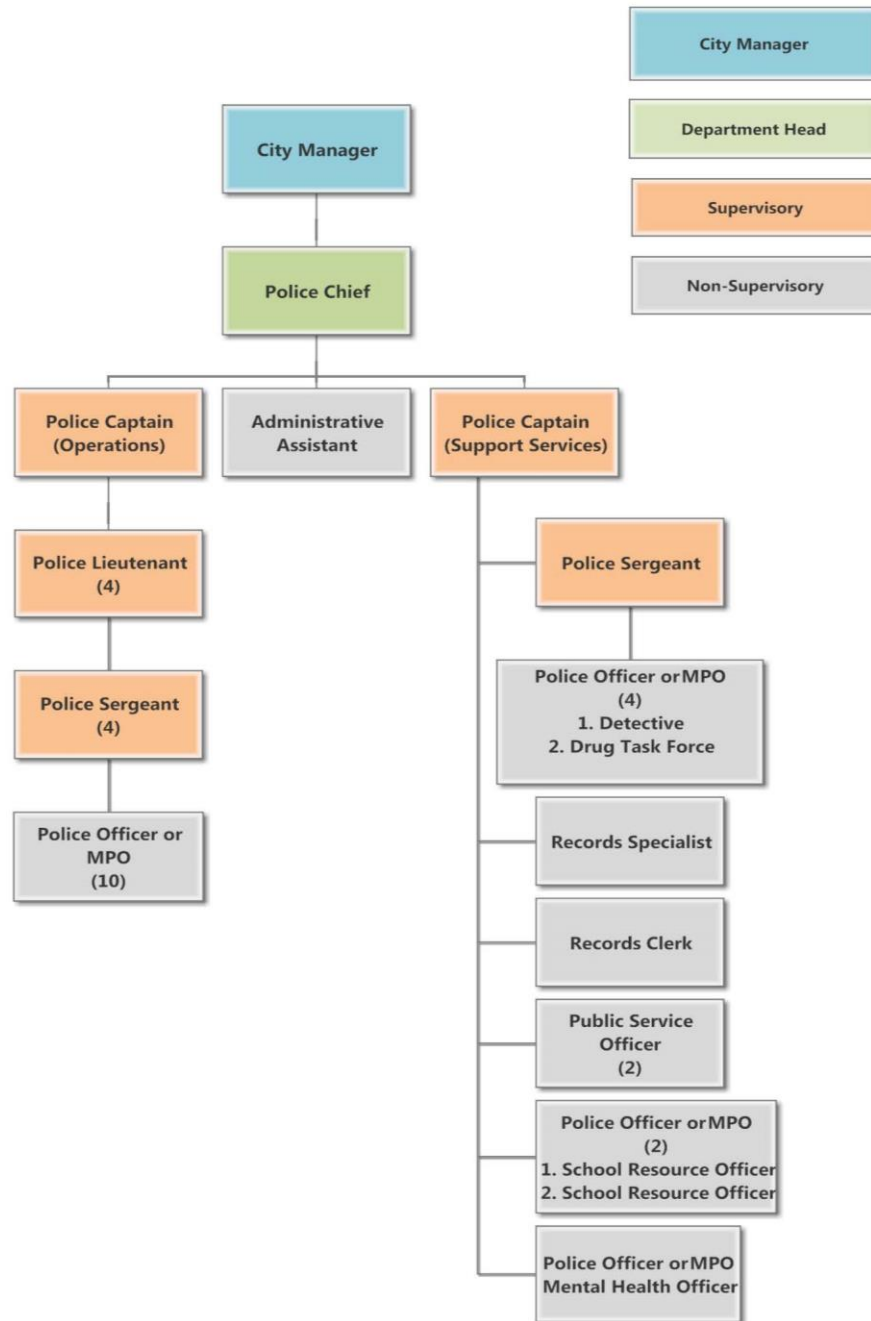 City Manager
Department Head
Supervisory
Non-Supervisory
City Manager
Police Chief
Police Captain
(Operations)
Administrative
Assistant
Police Captain
(Support Services)
Police Lieutenant
(4)
Police Sergeant
(4)
Police Officer or
MPO
(10)
Police Sergeant
Police Officer or MPO
(4)
1. Detective
2. Drug Task Force
Records Specialist
Records Clerk
Public Service
Officer
(2)
Police Officer or MPO
(2)
1. School Resource Officer
2. School Resource Officer
Police Officer or MPO
Mental Health Officer